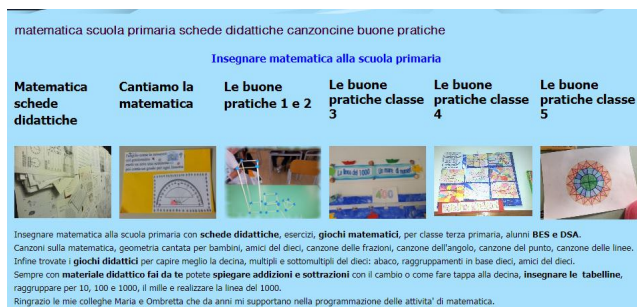 matematica scuola primaria schede didattiche canzoncine buone pratiche
Insegnare matematica alla scuola primaria
Matematica schede didattiche
Cantiamo la matematica
Le buone pratiche 1 e 2
Le buone pratiche classe 3
Le buone pratiche classe 4
Le buone pratiche classe 5
La linea del 1000
Insegnare matematica alla scuola primaria con schede didattiche, esercizi, giochi matematici, per classe terza primaria, alunni BES e DSA.
Canzoni sulla matematica, geometria cantata per bambini, amici del dieci, canzone delle frazioni, canzone dell'angolo, canzone del punto, canzone delle linee.
Infine trovate i giochi didattici per capire meglio la decina, multipli e sottomultipli del dieci: abaco, raggruppamenti in base dieci, amici del dieci.
Sempre con materiale didattico fai da te potete spiegare addizioni e sottrazioni con il cambio o come fare tappa alla decina, insegnare le tabelline,
raggruppare per 10, 100 e 1000, il mille e realizzare la linea del 1000.
Ringrazio le mie colleghe Maria e Ombretta che da anni mi supportano nella programmazione delle attivita' di matematica.